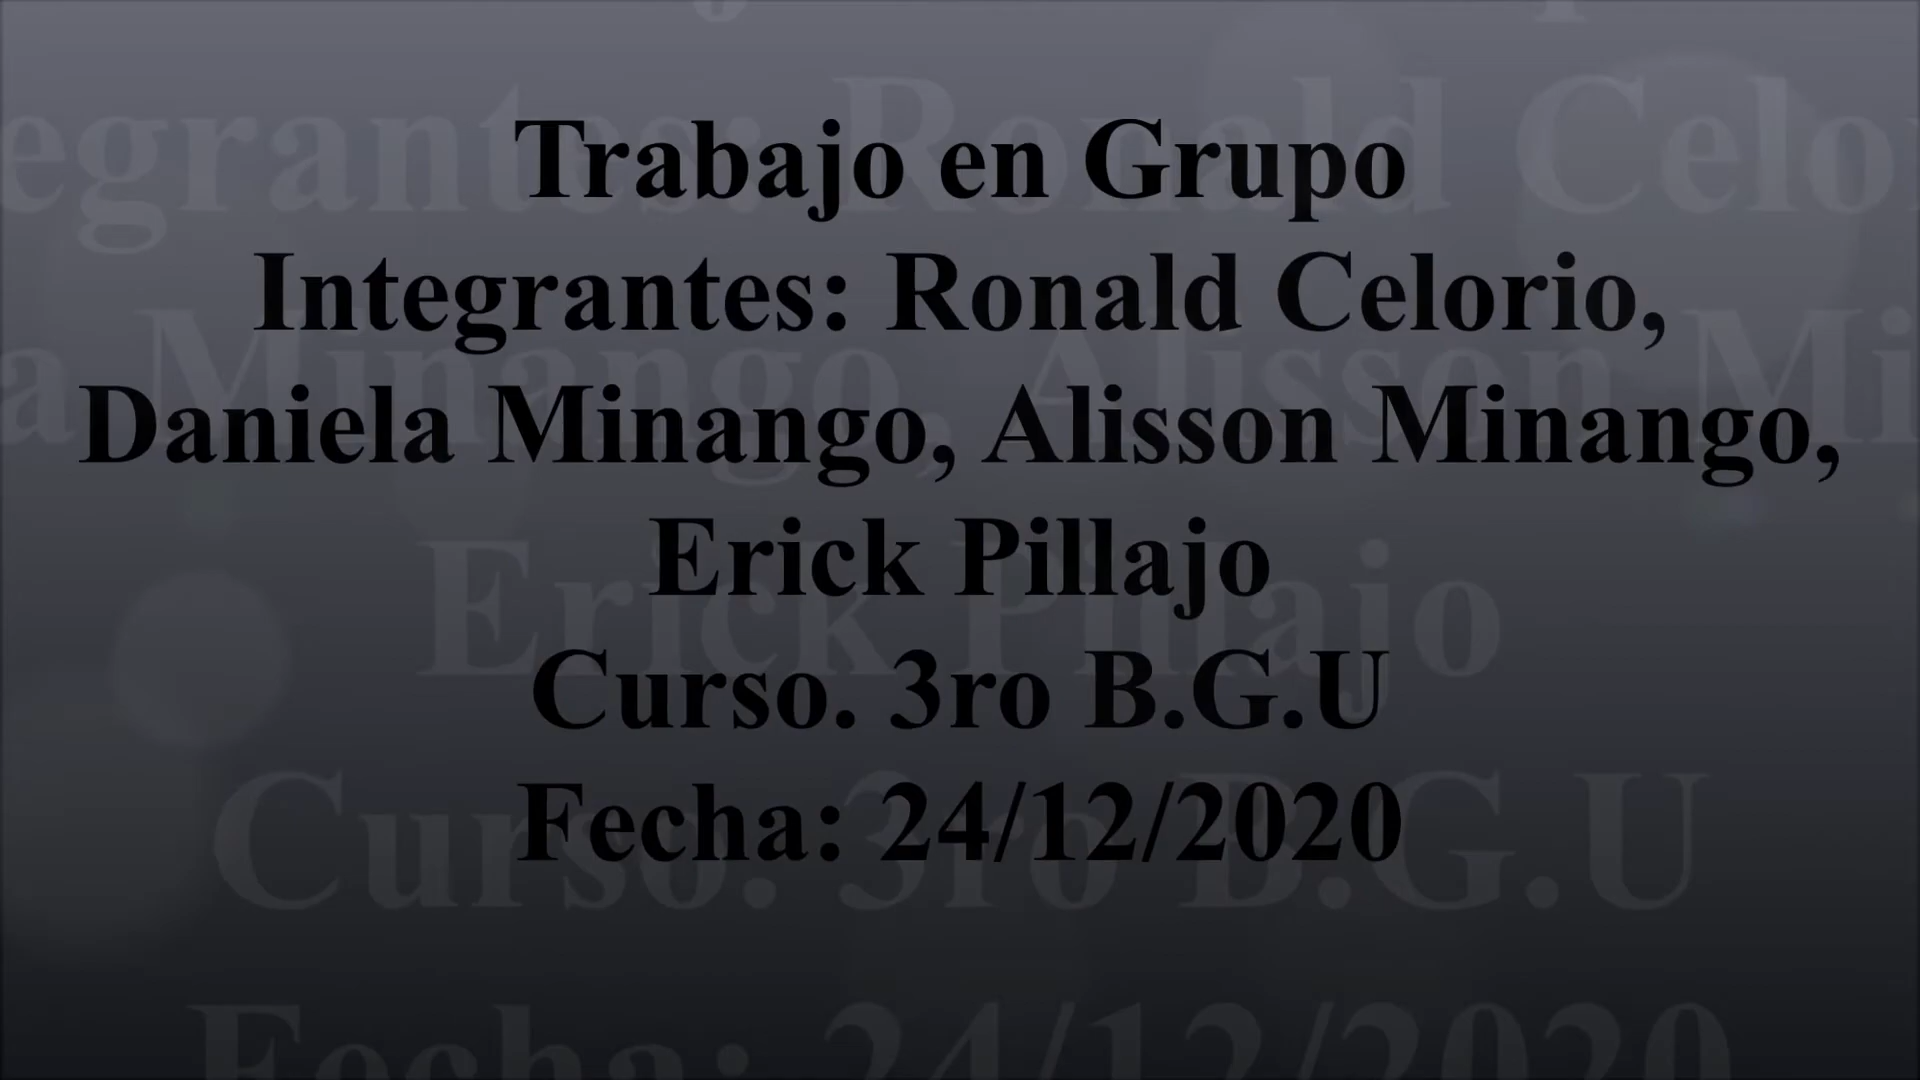 Trabajo en Grupo
Integrantes: Ronald Celorio,
Daniela Minango, Alisson Minango,
Erick Pillajo
Curso. 3ro B.G.U
Fecha: 24/12/2020